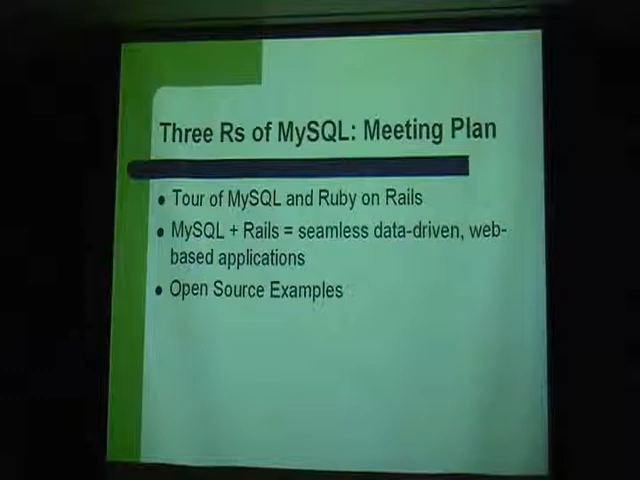 Three Rs of MySQL: Meeting Plan
• Tour of MySQL and Ruby on Rails
• MySQL + Rails = seamless data-driven, web-
based applications
• Open Source Examples